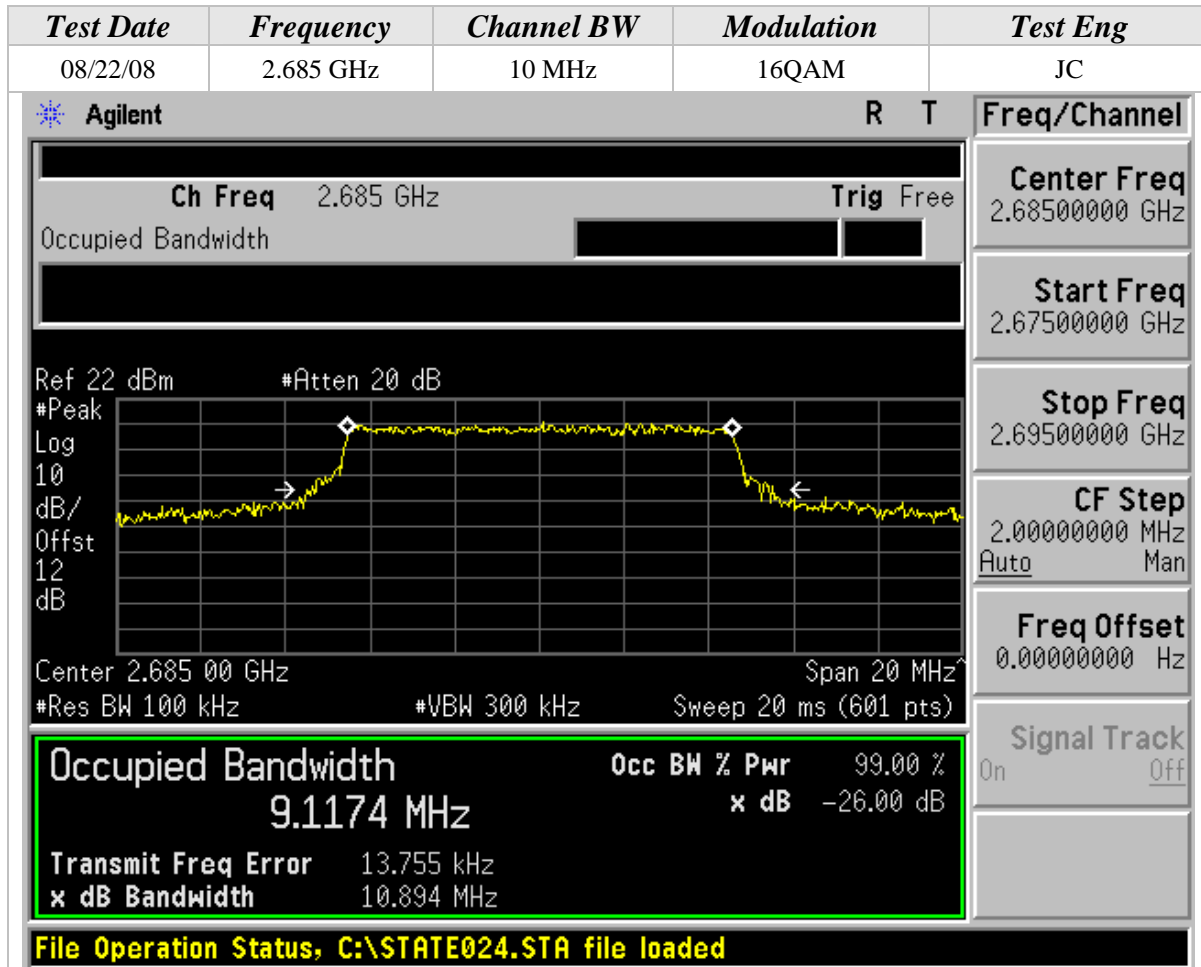 Test Date Frequency Channel BW Modulation Test Eng
08/22/08 2.685 GHz 10 MHz 16QAM JC
Agilent R T Freq/Channel
Ch Freq 2.685 GHz Trig Free
Occupied Bandwidth
Center Freq
2.68500000 GHz
Start Freq
2.67500000 GHz
Stop Freq
2.69500000 GHz
CF Step
2.00000000 MHz
Auto Man
Freq Offset
0.00000000 Hz
Signal Track
On Off
Ref 22 dBm #Atten 20 dB
#Peak
Log
10
dB/
Offst
12
dB
Center 2.685 00 GHz Span 20 MHz^
#Res BW 100 kHz #VBW 300 kHz Sweep 20 ms (601 pts)
Occupied Bandwidth Occ BW % Pwr 99.00 %
9.1174 MHz x dB -26.00 dB
Transmit Freq Error 13.755 kHz
x dB Bandwidth 10.894 MHz
File Operation Status, C:\STATE024.STA file loaded